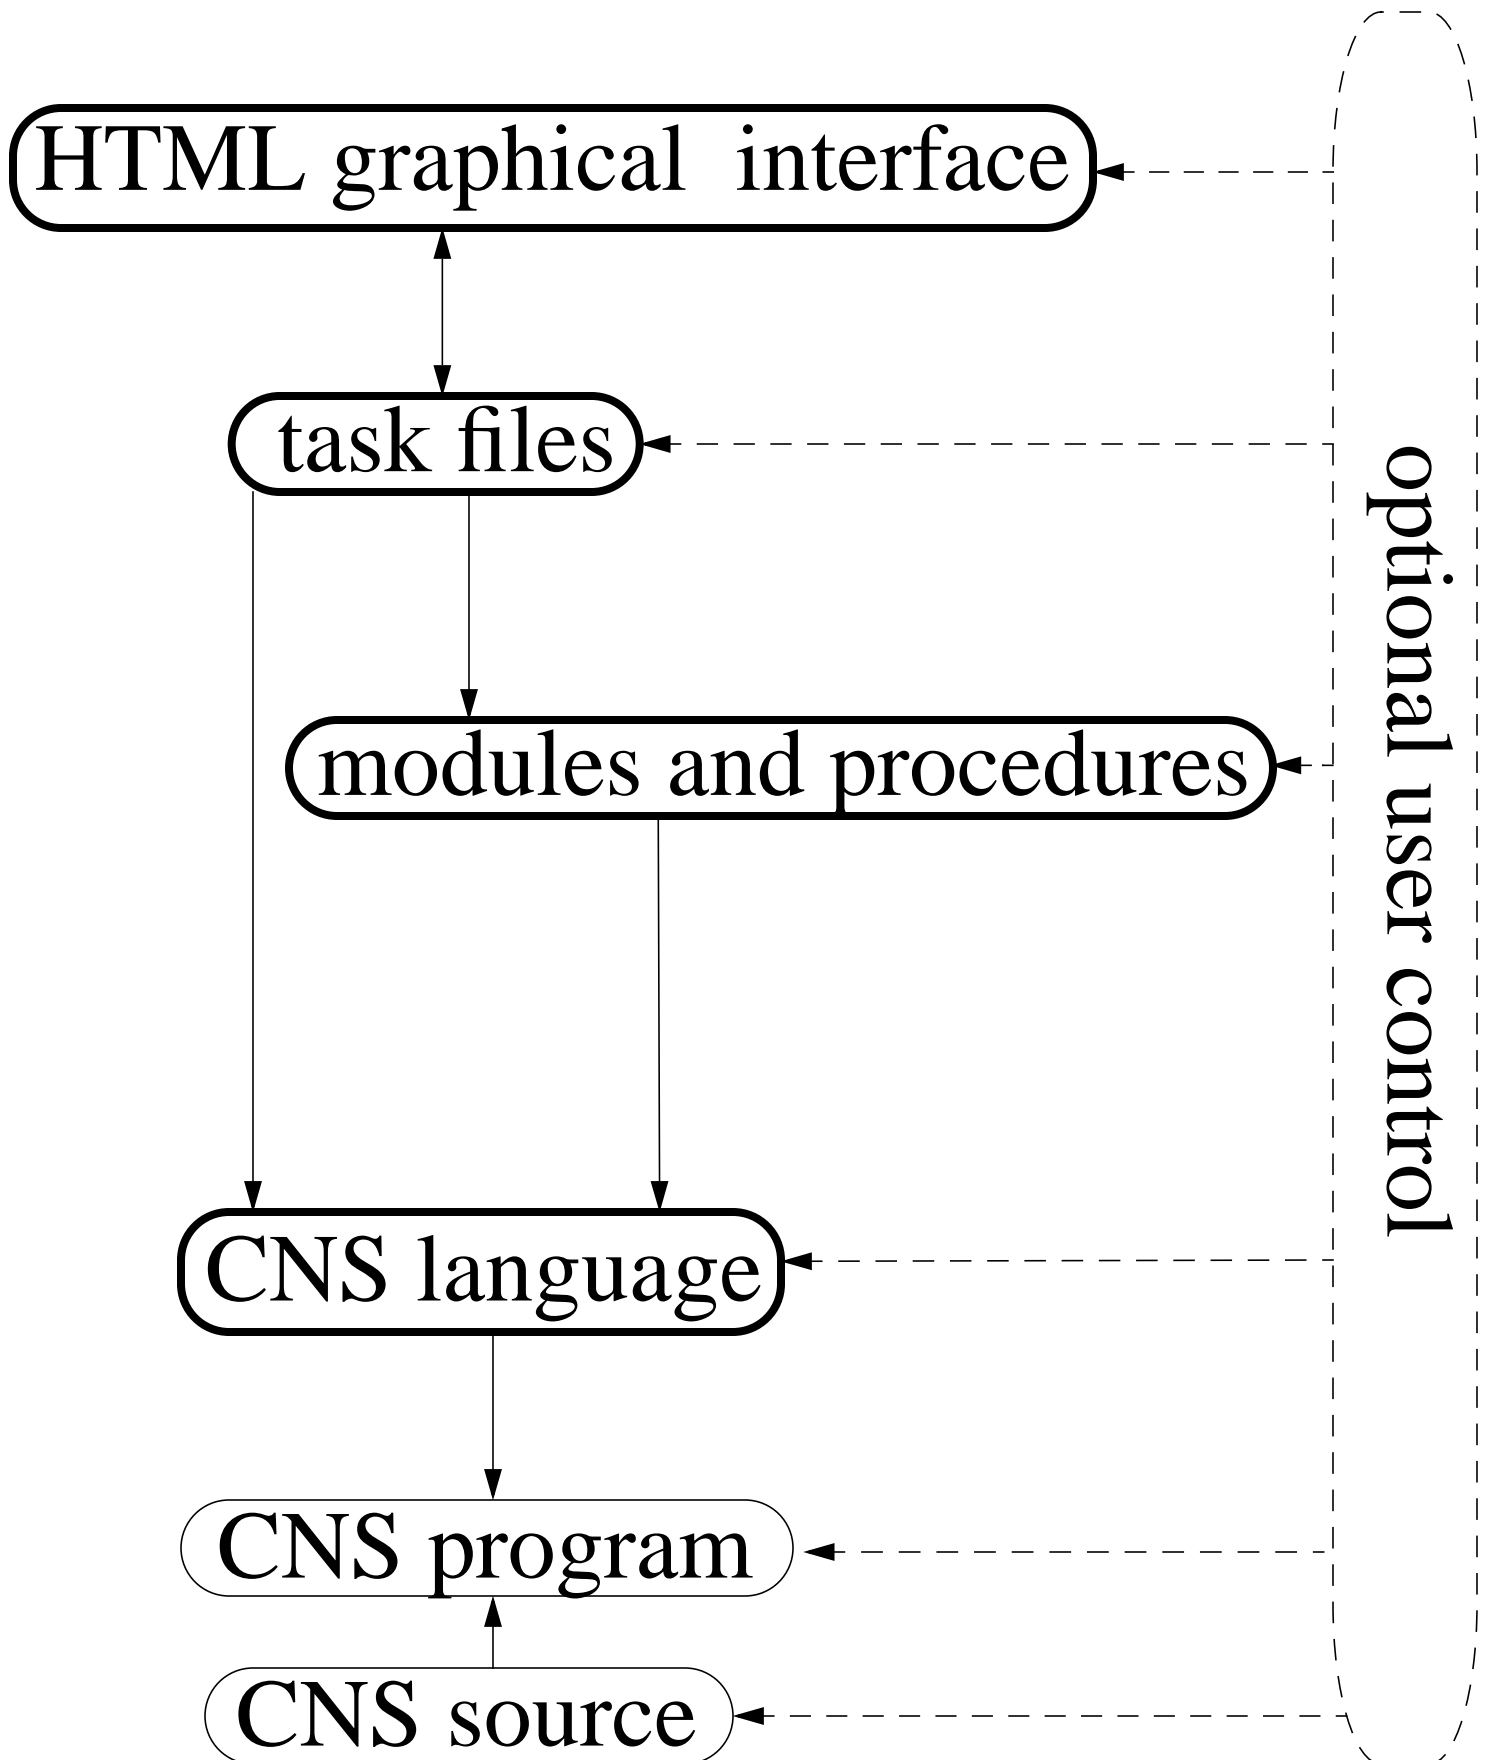 HTML graphical interface
task files
modules and procedures
CNS language
CNS program
CNS source
optional user control